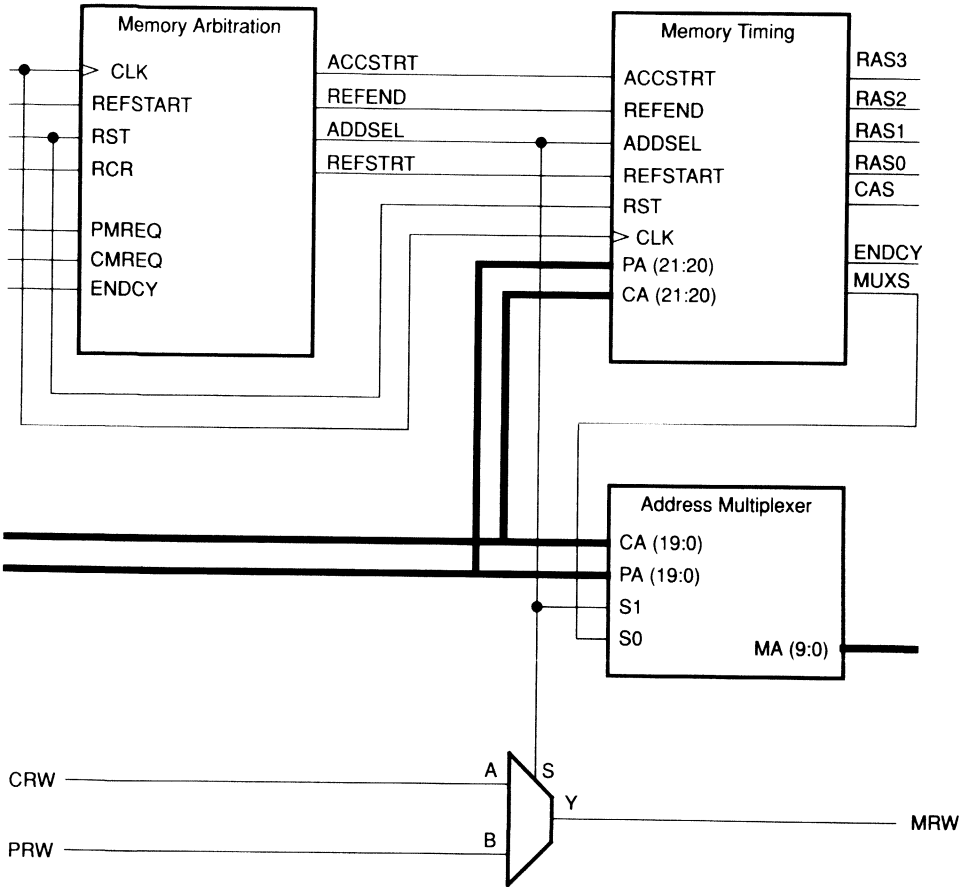 Memory Arbitration
CLK
REFSTART
RST
RCR
PMREQ
CMREQ
ENDCY
ACCSTRT
REFEND
ADDSEL
REFSTRT
Memory Timing
ACCSTRT
REFEND
ADDSEL
REFSTART
RST
CLK
PA (21:20)
CA (21:20)
RAS3
RAS2
RAS1
RAS0
CAS
ENDCY
MUXS
Address Multiplexer
CA (19:0)
PA (19:0)
S1
S0
MA (9:0)
CRW
A
S
Y
MRW
PRW
B